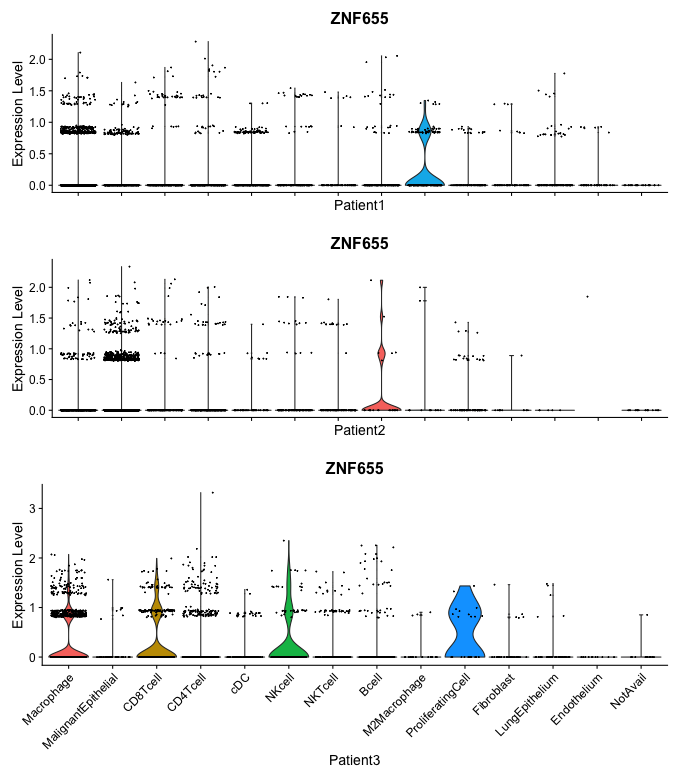 ZNF655
Expression Level
2.0
1.5
1.0
0.5
0.0
Patient1
ZNF655
Expression Level
2.0
1.5
1.0
0.5
0.0
Patient2
ZNF655
Expression Level
3
2
1
0
Macrophage
MalignantEpithelial
CD8Tcell
CD4Tcell
cDC
NKcell
NKTcell
Bcell
M2Macrophage
ProliferatingCell
Fibroblast
LungEpithelium
Endothelium
NotAvail
Patient3